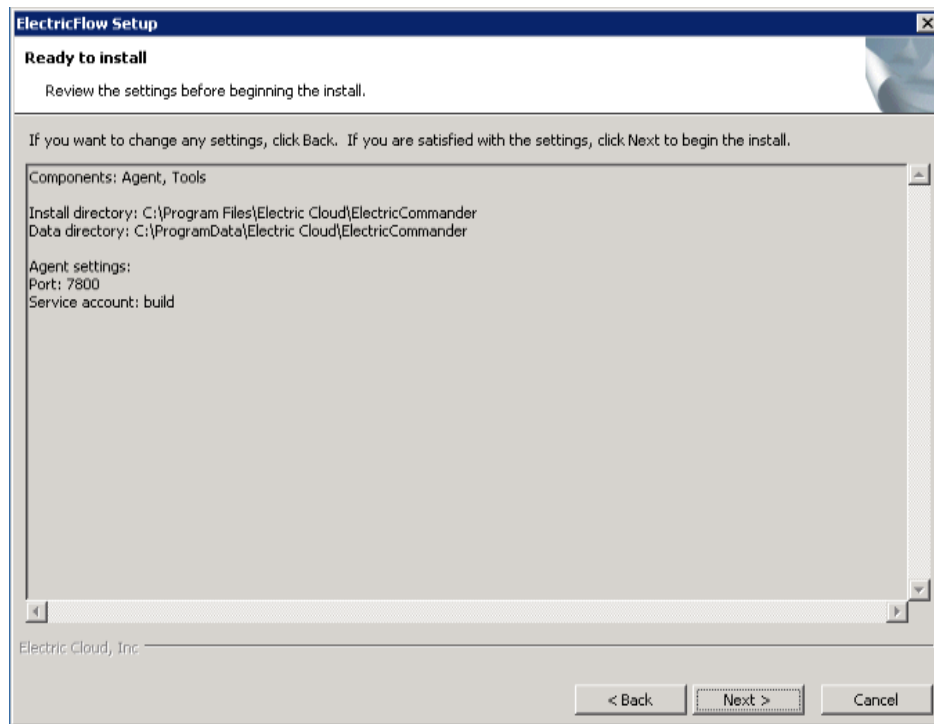 ElectricFlow Setup
Ready to install
Review the settings before beginning the install.
If you want to change any settings, click Back.  If you are satisfied with the settings, click Next to begin the install.
Components: Agent, Tools
Install directory: C:\Program Files\Electric Cloud\ElectricCommander
Data directory: C:\ProgramData\Electric Cloud\ElectricCommander
Agent settings:
Port: 7800
Service account: build
Electric Cloud, Inc
< Back
Next >
Cancel